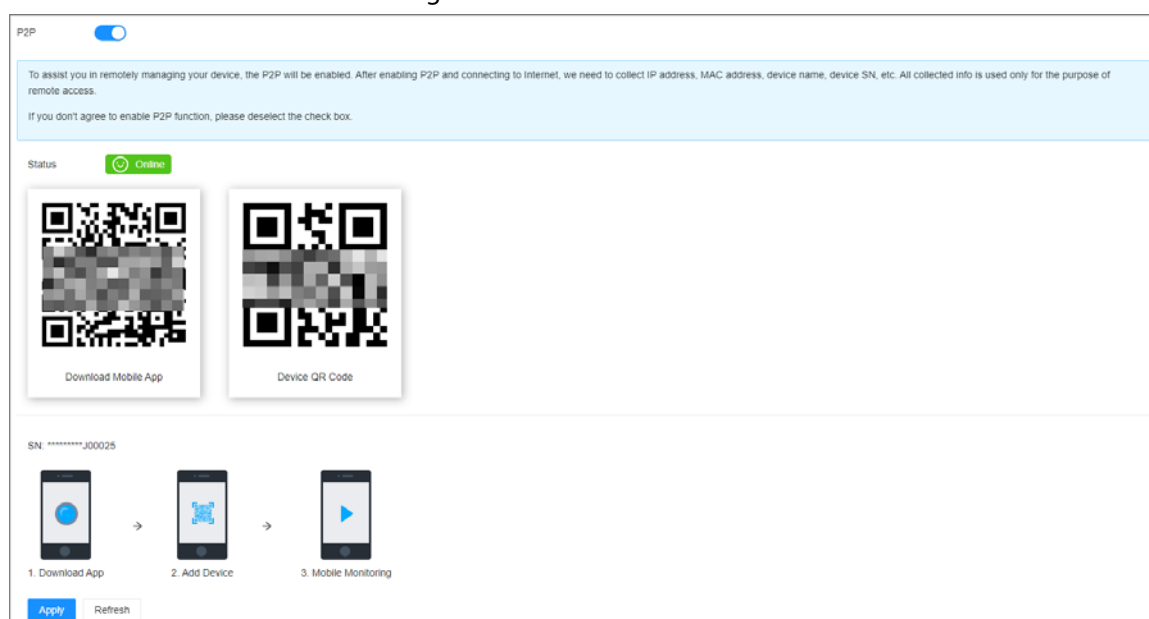 P2P
To assist you in remotely managing your device, the P2P will be enabled. After enabling P2P and connecting to Internet, we need to collect IP address, MAC address, device name, device SN, etc. All collected info is used only for the purpose of
remote access.
If you don't agree to enable P2P function, please deselect the check box.
Status Online
Download Mobile App Device QR Code
SN: *********J00025
1. Download App 2. Add Device 3. Mobile Monitoring
Apply Refresh